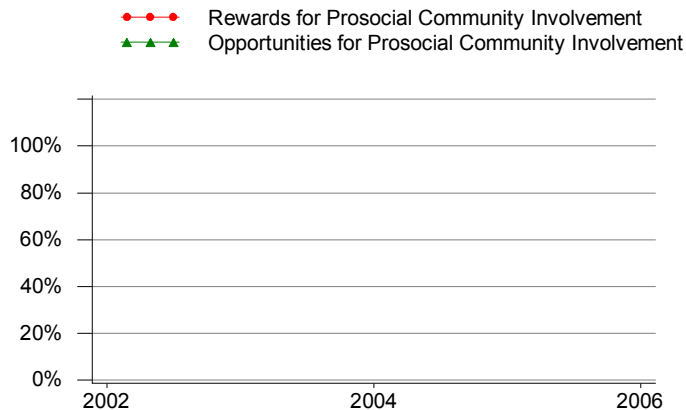 Rewards for Prosocial Community Involvement
Opportunities for Prosocial Community Involvement
100%
80%
60%
40%
20%
0%
2002 2004 2006